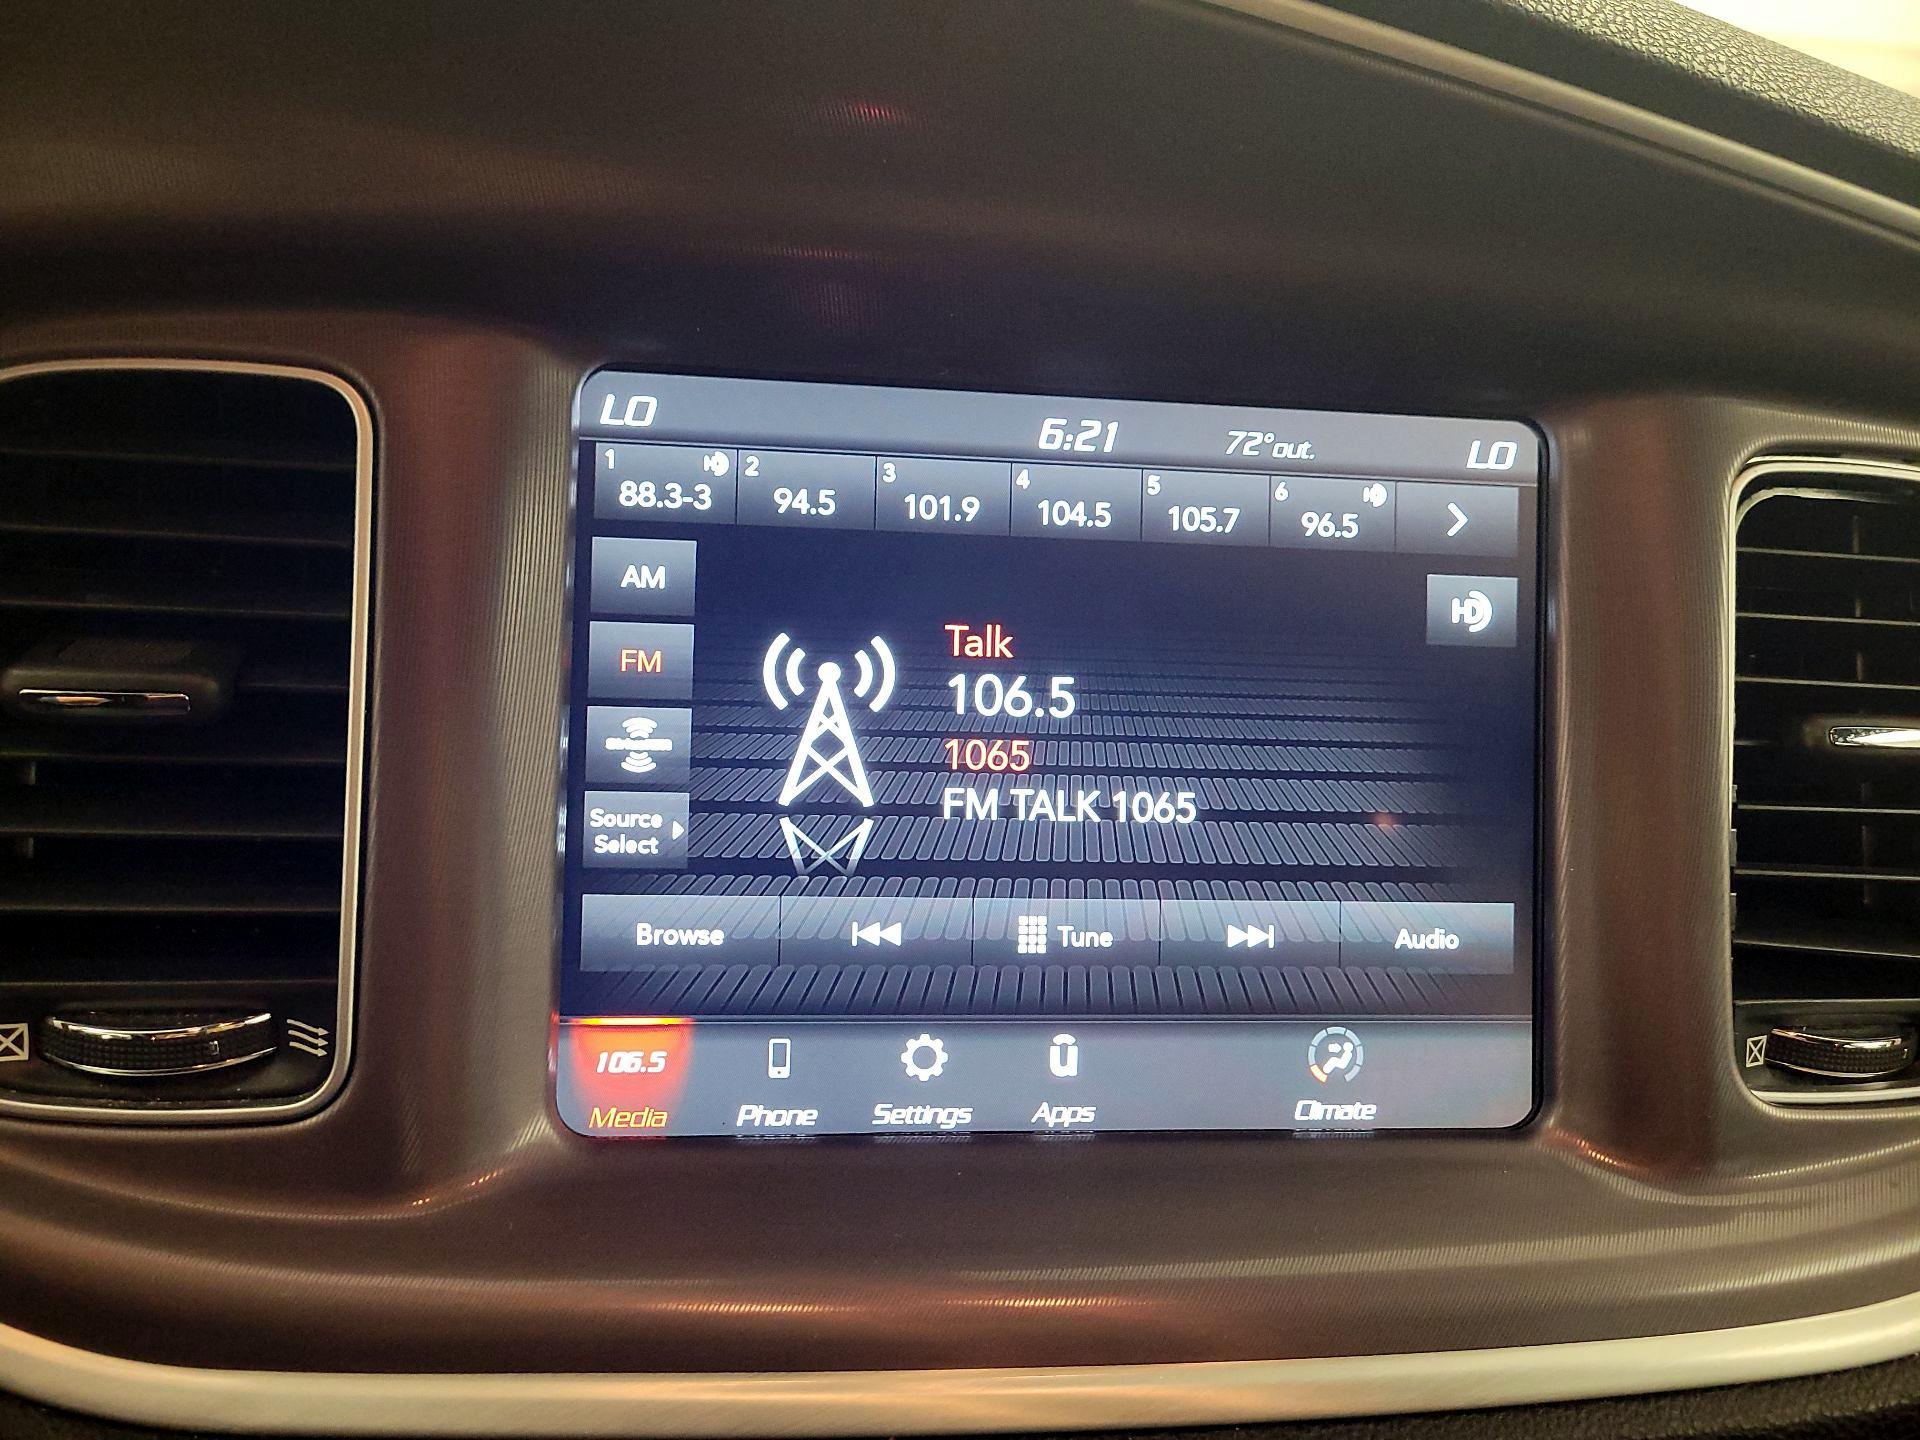 LO 6:21 72°out. LO
1 2 3 4 5 6
88.3-3 94.5 101.9 104.5 105.7 96.5
AM
HD
FM
Talk
106.5
1065
FM TALK 1065
Source
Select
Browse Tune Audio
106.5
Media Phone Settings Apps Climate